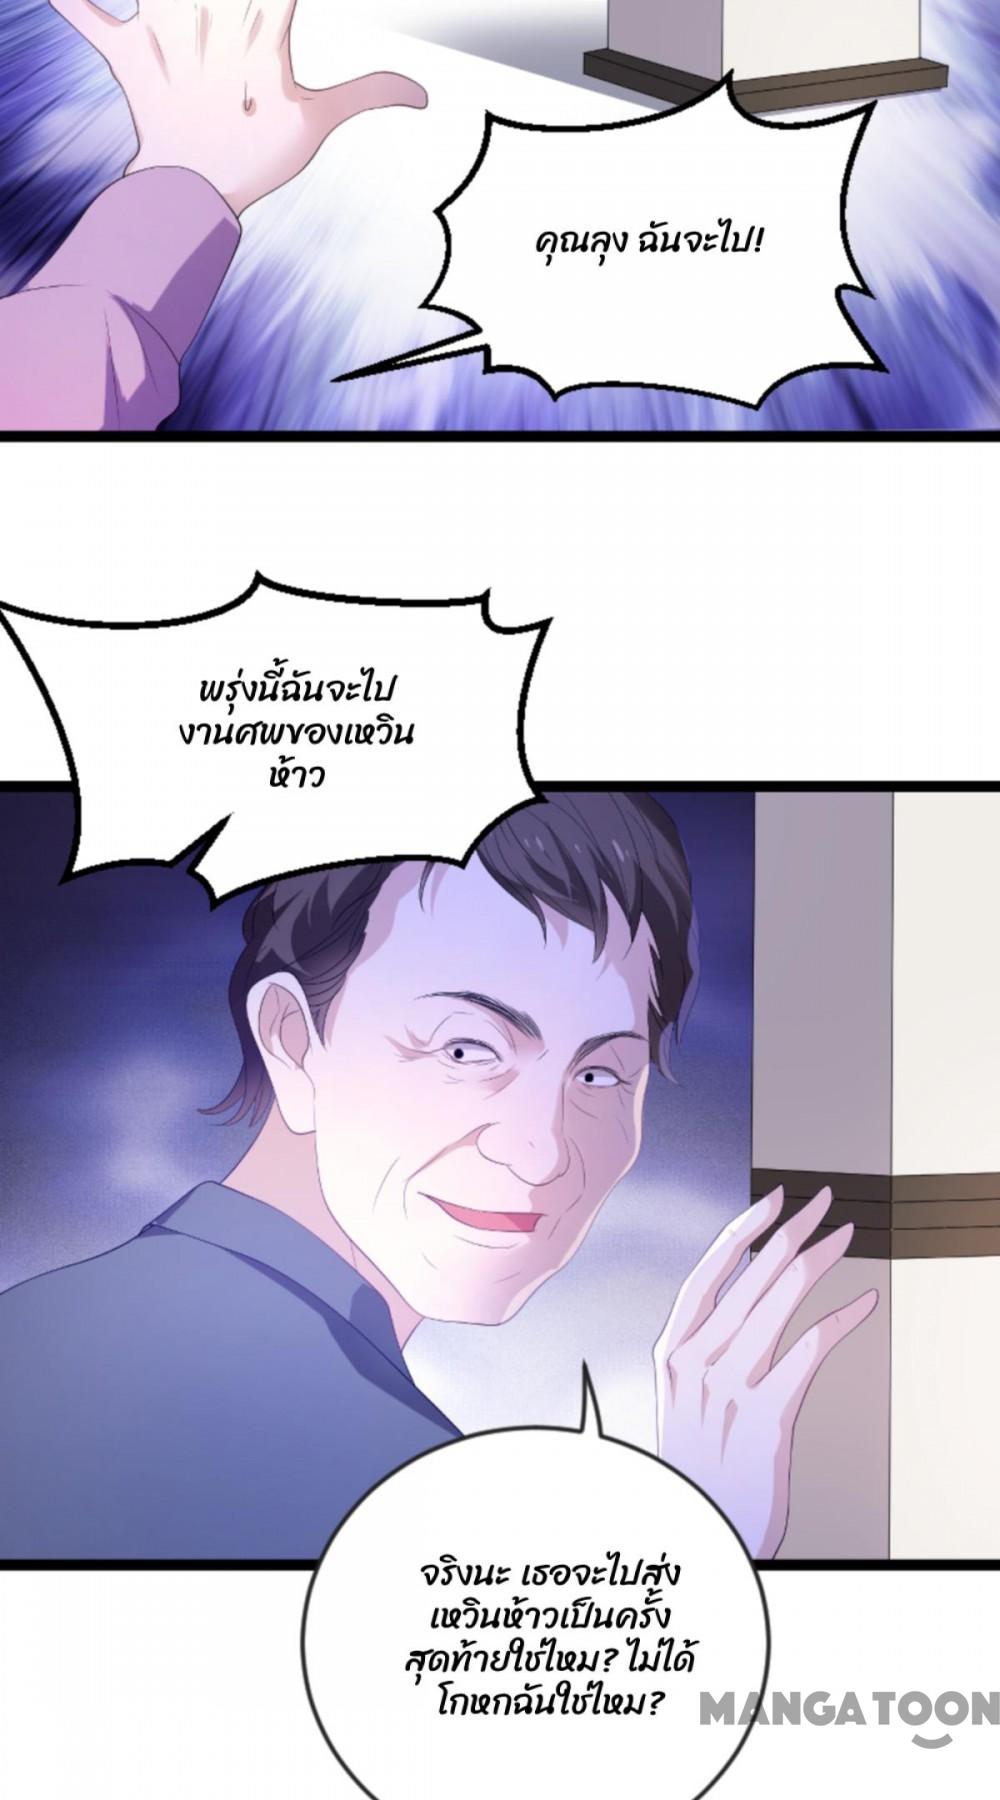 คุณลุง ฉันจะไป!
พรุ่งนี้ฉันจะไป
งานศพของเหวิน
ห้าว
จริงนะ เธอจะไปส่ง
เหวินห้าวเป็นครั้ง
สุดท้ายใช่ไหม? ไม่ได้
โกหกฉันใช่ไหม?
MANGATOON